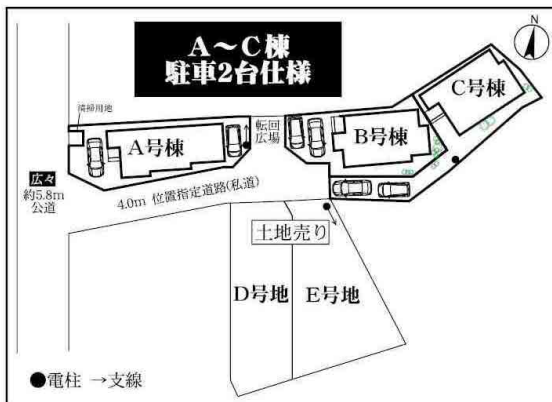 A～C棟
駐車2台仕様
N
C号棟
清掃用地
転回
広場
A号棟
B号棟
広々
約5.8m
公道
4.0m 位置指定道路(私道)
土地売り
D号地
E号地
●電柱 →支線